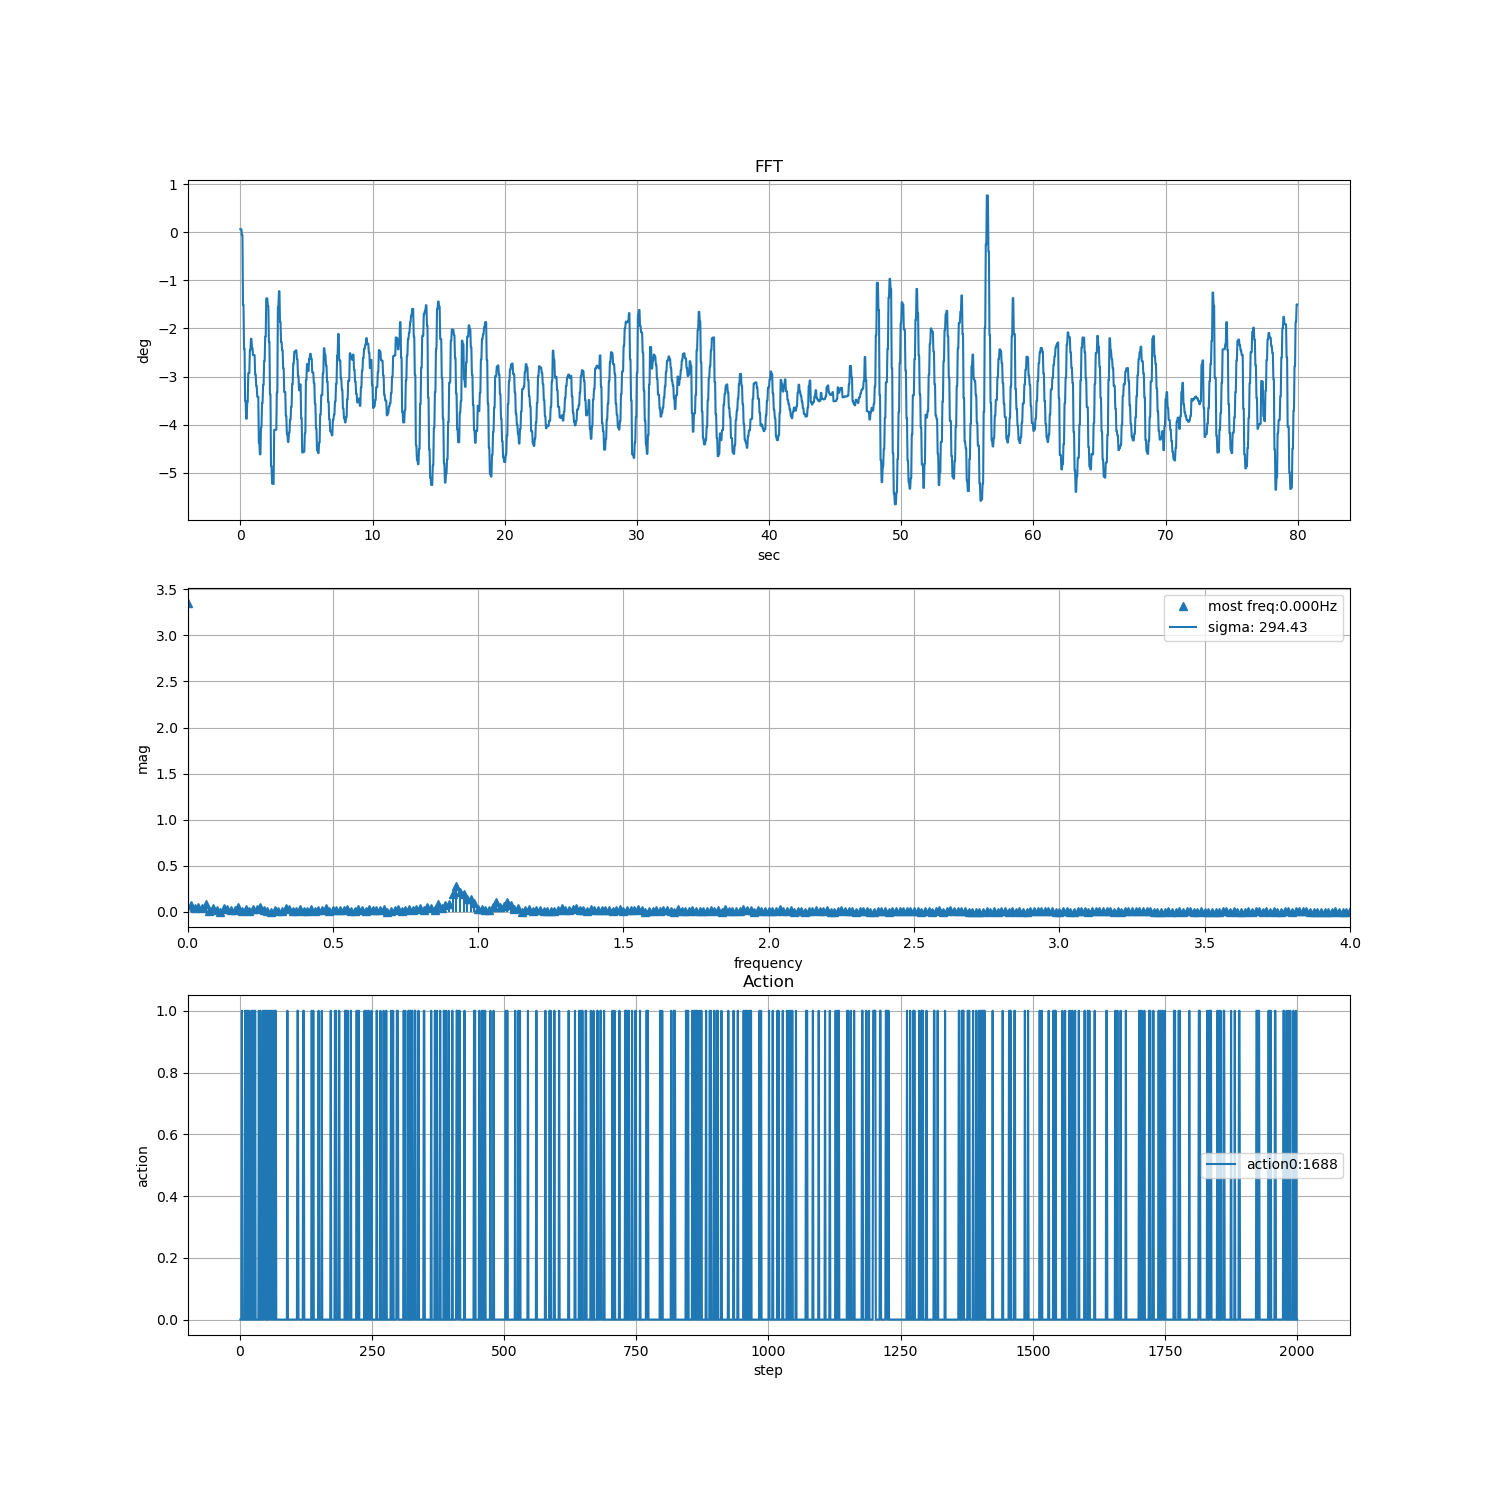 FFT
1
0
−1
−2
−3
−4
−5
deg
0 10 20 30 40 50 60 70 80
sec
3.5
3.0
2.5
2.0
1.5
1.0
0.5
0.0
mag
most freq:0.000Hz
sigma: 294.43
0.0 0.5 1.0 1.5 2.0 2.5 3.0 3.5 4.0
frequency
Action
1.0
0.8
0.6
0.4
0.2
0.0
action
action0:1688
0 250 500 750 1000 1250 1500 1750 2000
step